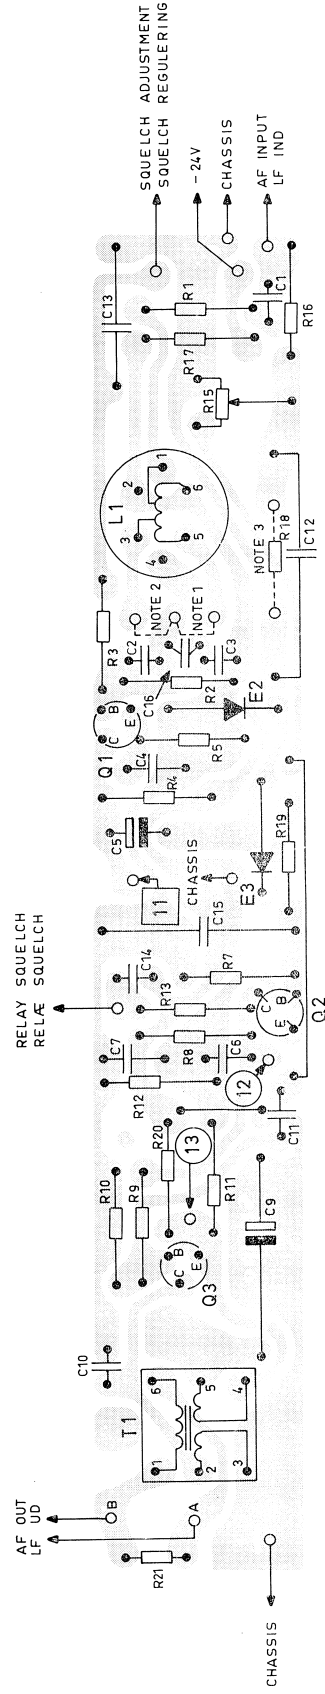 SQUELCH ADJUSTMENT
SQUELCH REGULERING
-24V
CHASSIS
AF INPUT
LF IND
C13
R1
R17
C1
R16
R15
L1
1
2
3
4
5
6
NOTE 3
R18
C12
NOTE 2
NOTE 1
R3
C2
C3
C16
R2
E2
Q1
B
C
E
R5
C4
R4
C5
11
CHASSIS
E3
R19
C15
RELAY SQUELCH
RELÆ SQUELCH
C14
R13
R7
C
B
E
Q2
C7
R8
C6
R12
12
C11
R20
13
R11
R10
R9
B
C
E
Q3
C9
C10
T1
6
5
4
1
2
3
AF OUT
LF UD
B
A
R21
CHASSIS